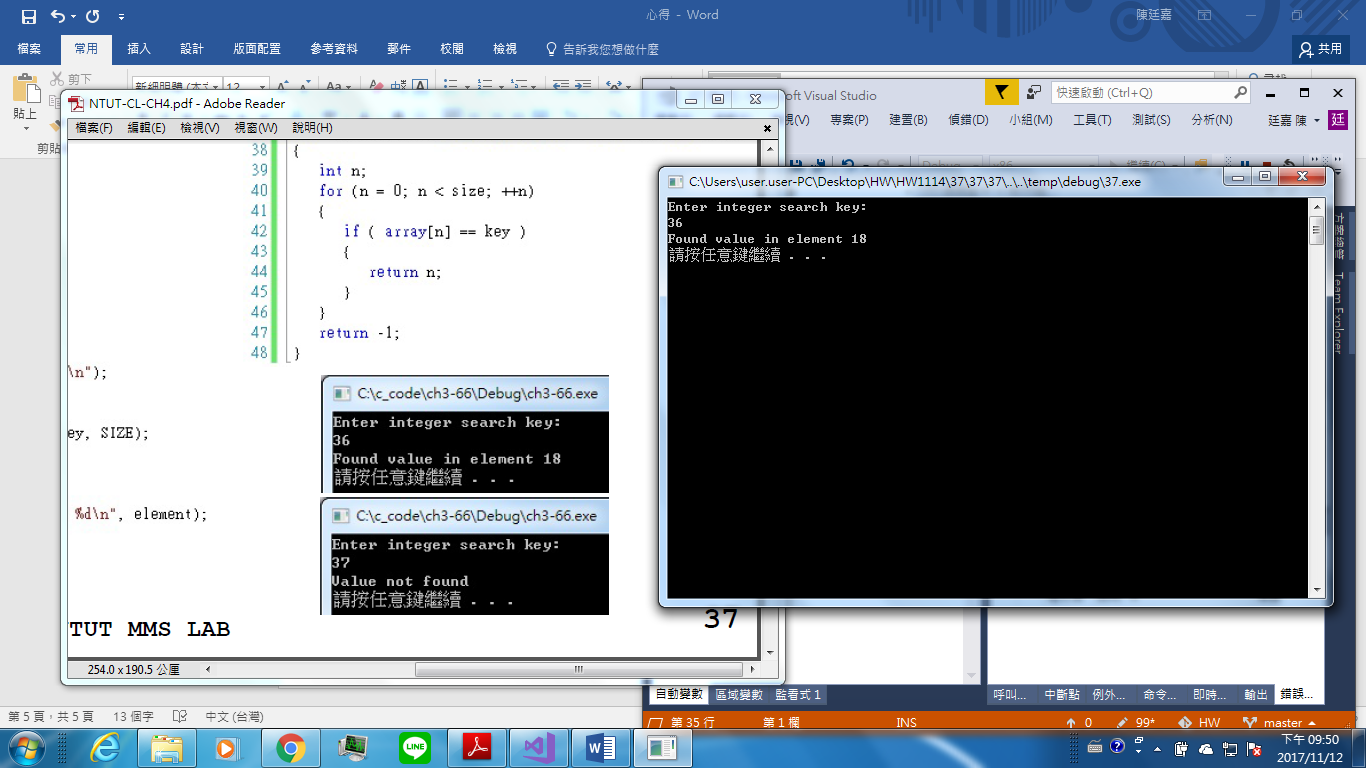 心得 - Word
陳廷嘉
檔案 常用 插入 設計 版面配置 參考資料 郵件 校閱 檢視 告訴我您想做什麼 共用
剪下
貼上
NTUT-CL-CH4.pdf - Adobe Reader
檔案(F) 編輯(E) 檢視(V) 視窗(W) 說明(H)
38 {
39 int n;
40 for (n = 0; n < size; ++n)
41 {
42 if ( array[n] == key )
43 {
44 return n;
45 }
46 }
47 return -1;
48 }
\n");
ey, SIZE);
%d\n", element);
C:\c_code\ch3-66\Debug\ch3-66.exe
Enter integer search key:
36
Found value in element 18
請按任意鍵繼續 . . .
C:\c_code\ch3-66\Debug\ch3-66.exe
Enter integer search key:
37
Value not found
請按任意鍵繼續 . . .
TUT MMS LAB
37
254.0 x 190.5 公厘
soft Visual Studio
快速啟動 (Ctrl+Q)
(V) 專案(P) 建置(B) 偵錯(D) 小組(M) 工具(T) 測試(S) 分析(N) 廷嘉 陳 廷
C:\Users\user.user-PC\Desktop\HW\HW1114\37\37\37\..\..\temp\debug\37.exe
Enter integer search key:
36
Found value in element 18
請按任意鍵繼續 . . .
Team Explorer
自動變數 區域變數 監看式 1
呼叫... 中斷點 例外... 命令... 即時... 輸出 錯誤...
第 35 行 第 1 欄 INS 0 99* HW master
第 5 頁，共 5 頁 13 個字 中文 (台灣)
LINE
下午 09:50
2017/11/12